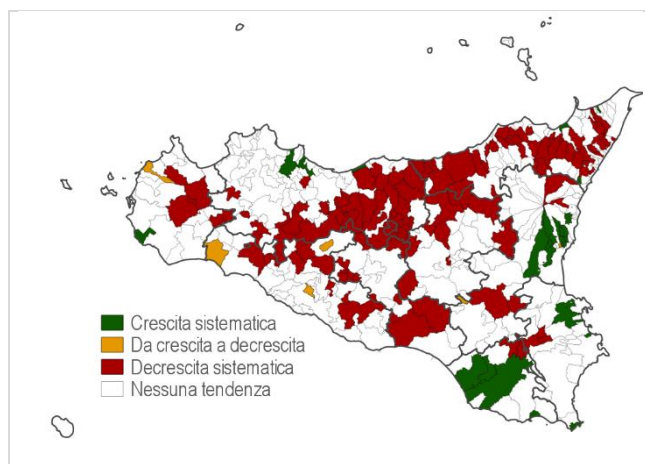 Crescita sistematica
Da crescita a decrescita
Decrescita sistematica
Nessuna tendenza